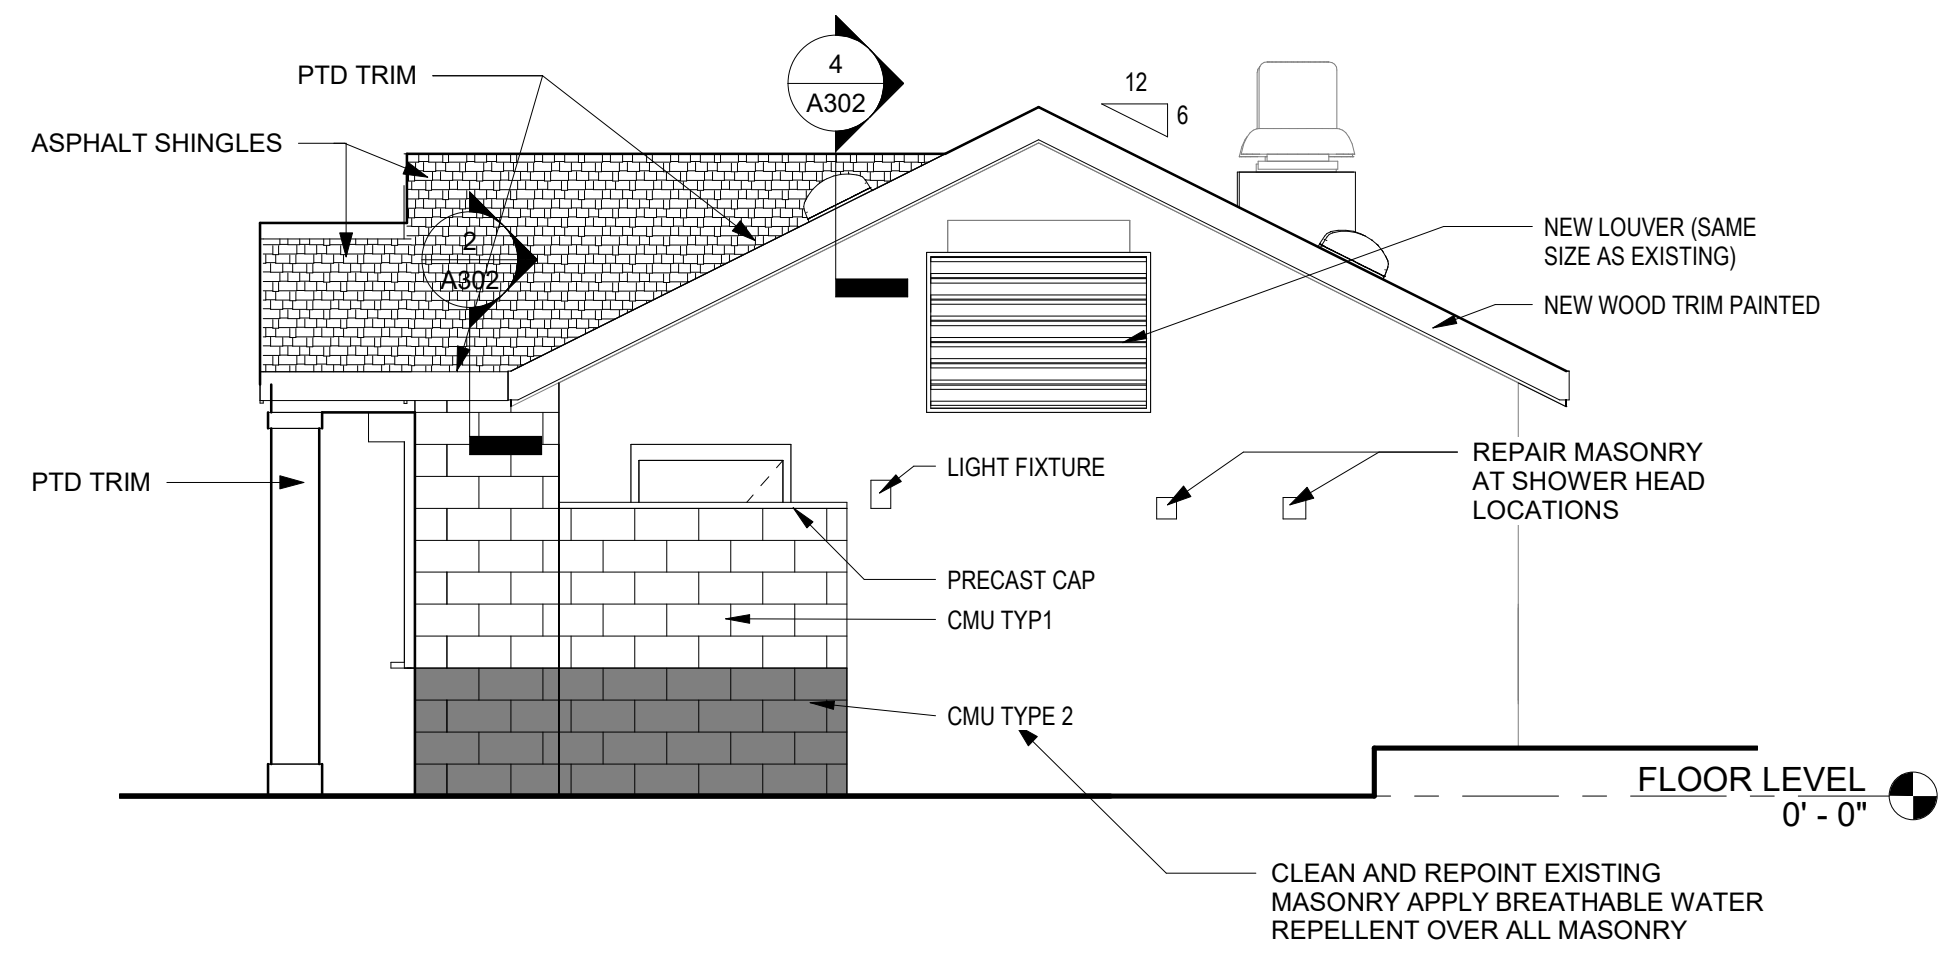 PTD TRIM
4
A302
12
6
ASPHALT SHINGLES
2
A302
NEW LOUVER (SAME
SIZE AS EXISTING)
NEW WOOD TRIM PAINTED
PTD TRIM
LIGHT FIXTURE
REPAIR MASONRY
AT SHOWER HEAD
LOCATIONS
PRECAST CAP
CMU TYP1
CMU TYPE 2
FLOOR LEVEL
0' - 0"
CLEAN AND REPOINT EXISTING
MASONRY APPLY BREATHABLE WATER
REPELLENT OVER ALL MASONRY